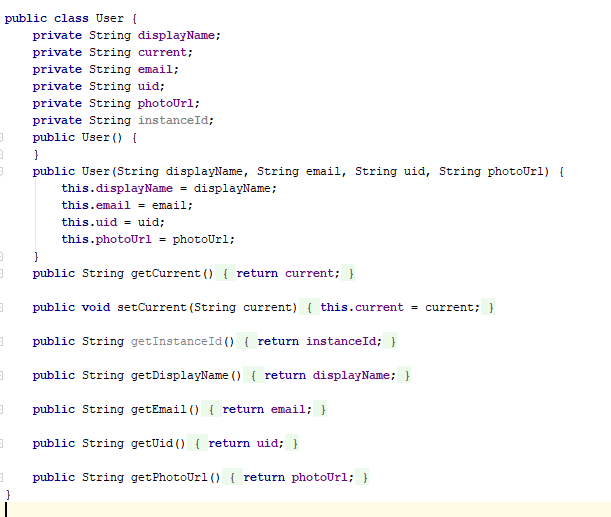 public class User {
    private String displayName;
    private String current;
    private String email;
    private String uid;
    private String photoUrl;
    private String instanceId;
    public User() {
    }
    public User(String displayName, String email, String uid, String photoUrl) {
        this.displayName = displayName;
        this.email = email;
        this.uid = uid;
        this.photoUrl = photoUrl;
    }
    public String getCurrent() { return current; }
    public void setCurrent(String current) { this.current = current; }
    public String getInstanceId() { return instanceId; }
    public String getDisplayName() { return displayName; }
    public String getEmail() { return email; }
    public String getUid() { return uid; }
    public String getPhotoUrl() { return photoUrl; }
}